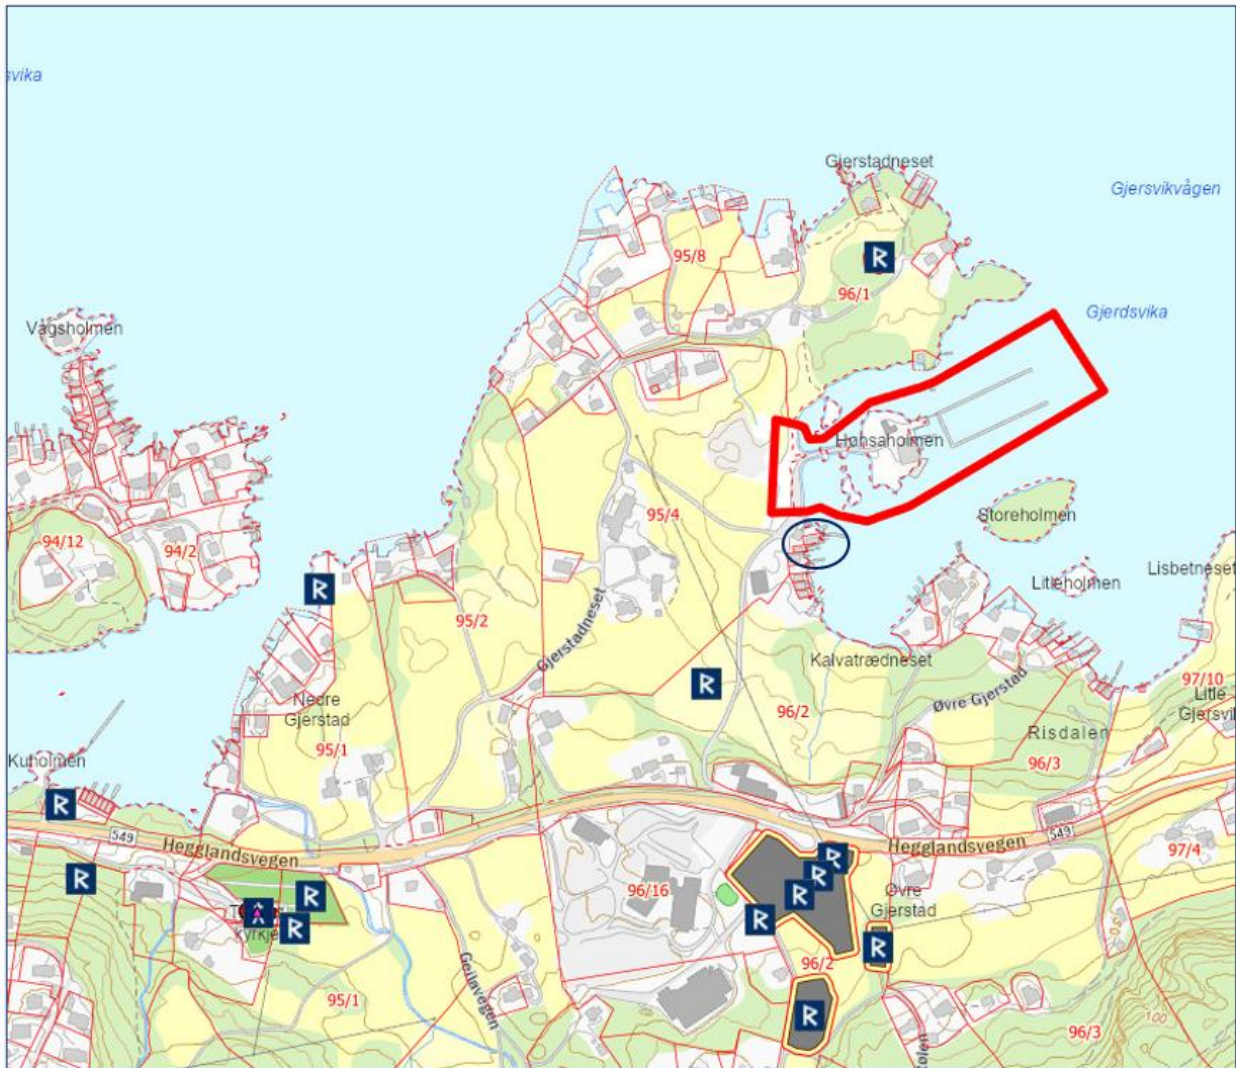 svika
Gjerstadneset
Gjersvikvågen
95/8
96/1
Gjerdsvika
Vågsholmen
Hønsaholmen
Storeholmen
95/4
94/12
94/2
Litleholmen
Lisbetneset
95/2
Gjerstadneset
Kalvatrædneset
97/10
Nedre
Gjerstad
Øvre Gjerstad
Litle
Gjersvik
96/2
Risdalen
95/1
96/3
Kuholmen
549
Hegglandsvegen
549
Hegglandsvegen
97/4
96/16
Øvre
Gjerstad
kyrkje
96/2
Geilavegen
95/1
96/3
100